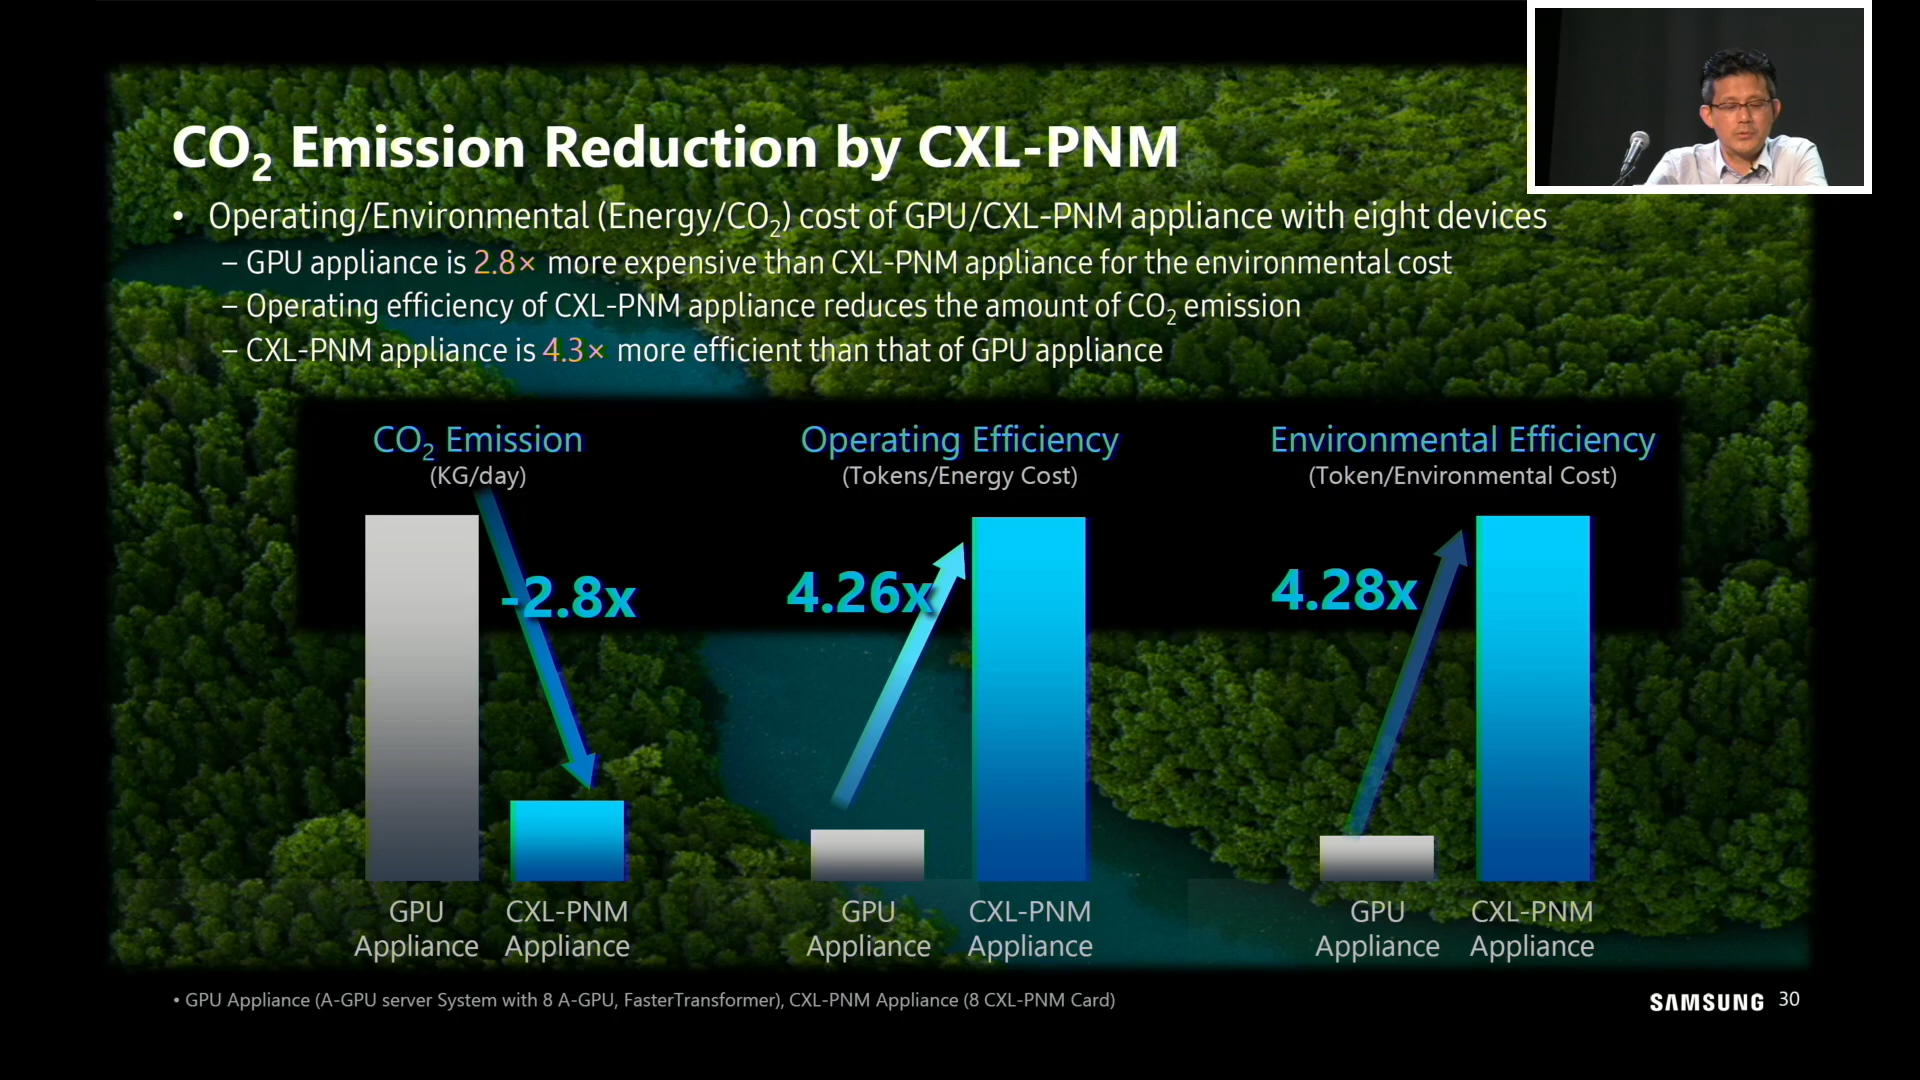 CO₂ Emission Reduction by CXL-PNM
• Operating/Environmental (Energy/CO₂) cost of GPU/CXL-PNM appliance with eight devices
– GPU appliance is 2.8× more expensive than CXL-PNM appliance for the environmental cost
– Operating efficiency of CXL-PNM appliance reduces the amount of CO₂ emission
– CXL-PNM appliance is 4.3× more efficient than that of GPU appliance
CO₂ Emission
(KG/day)
-2.8x
GPU Appliance
CXL-PNM Appliance
Operating Efficiency
(Tokens/Energy Cost)
4.26x
GPU Appliance
CXL-PNM Appliance
Environmental Efficiency
(Token/Environmental Cost)
4.28x
GPU Appliance
CXL-PNM Appliance
• GPU Appliance (A-GPU server System with 8 A-GPU, FasterTransformer), CXL-PNM Appliance (8 CXL-PNM Card)
SAMSUNG 30